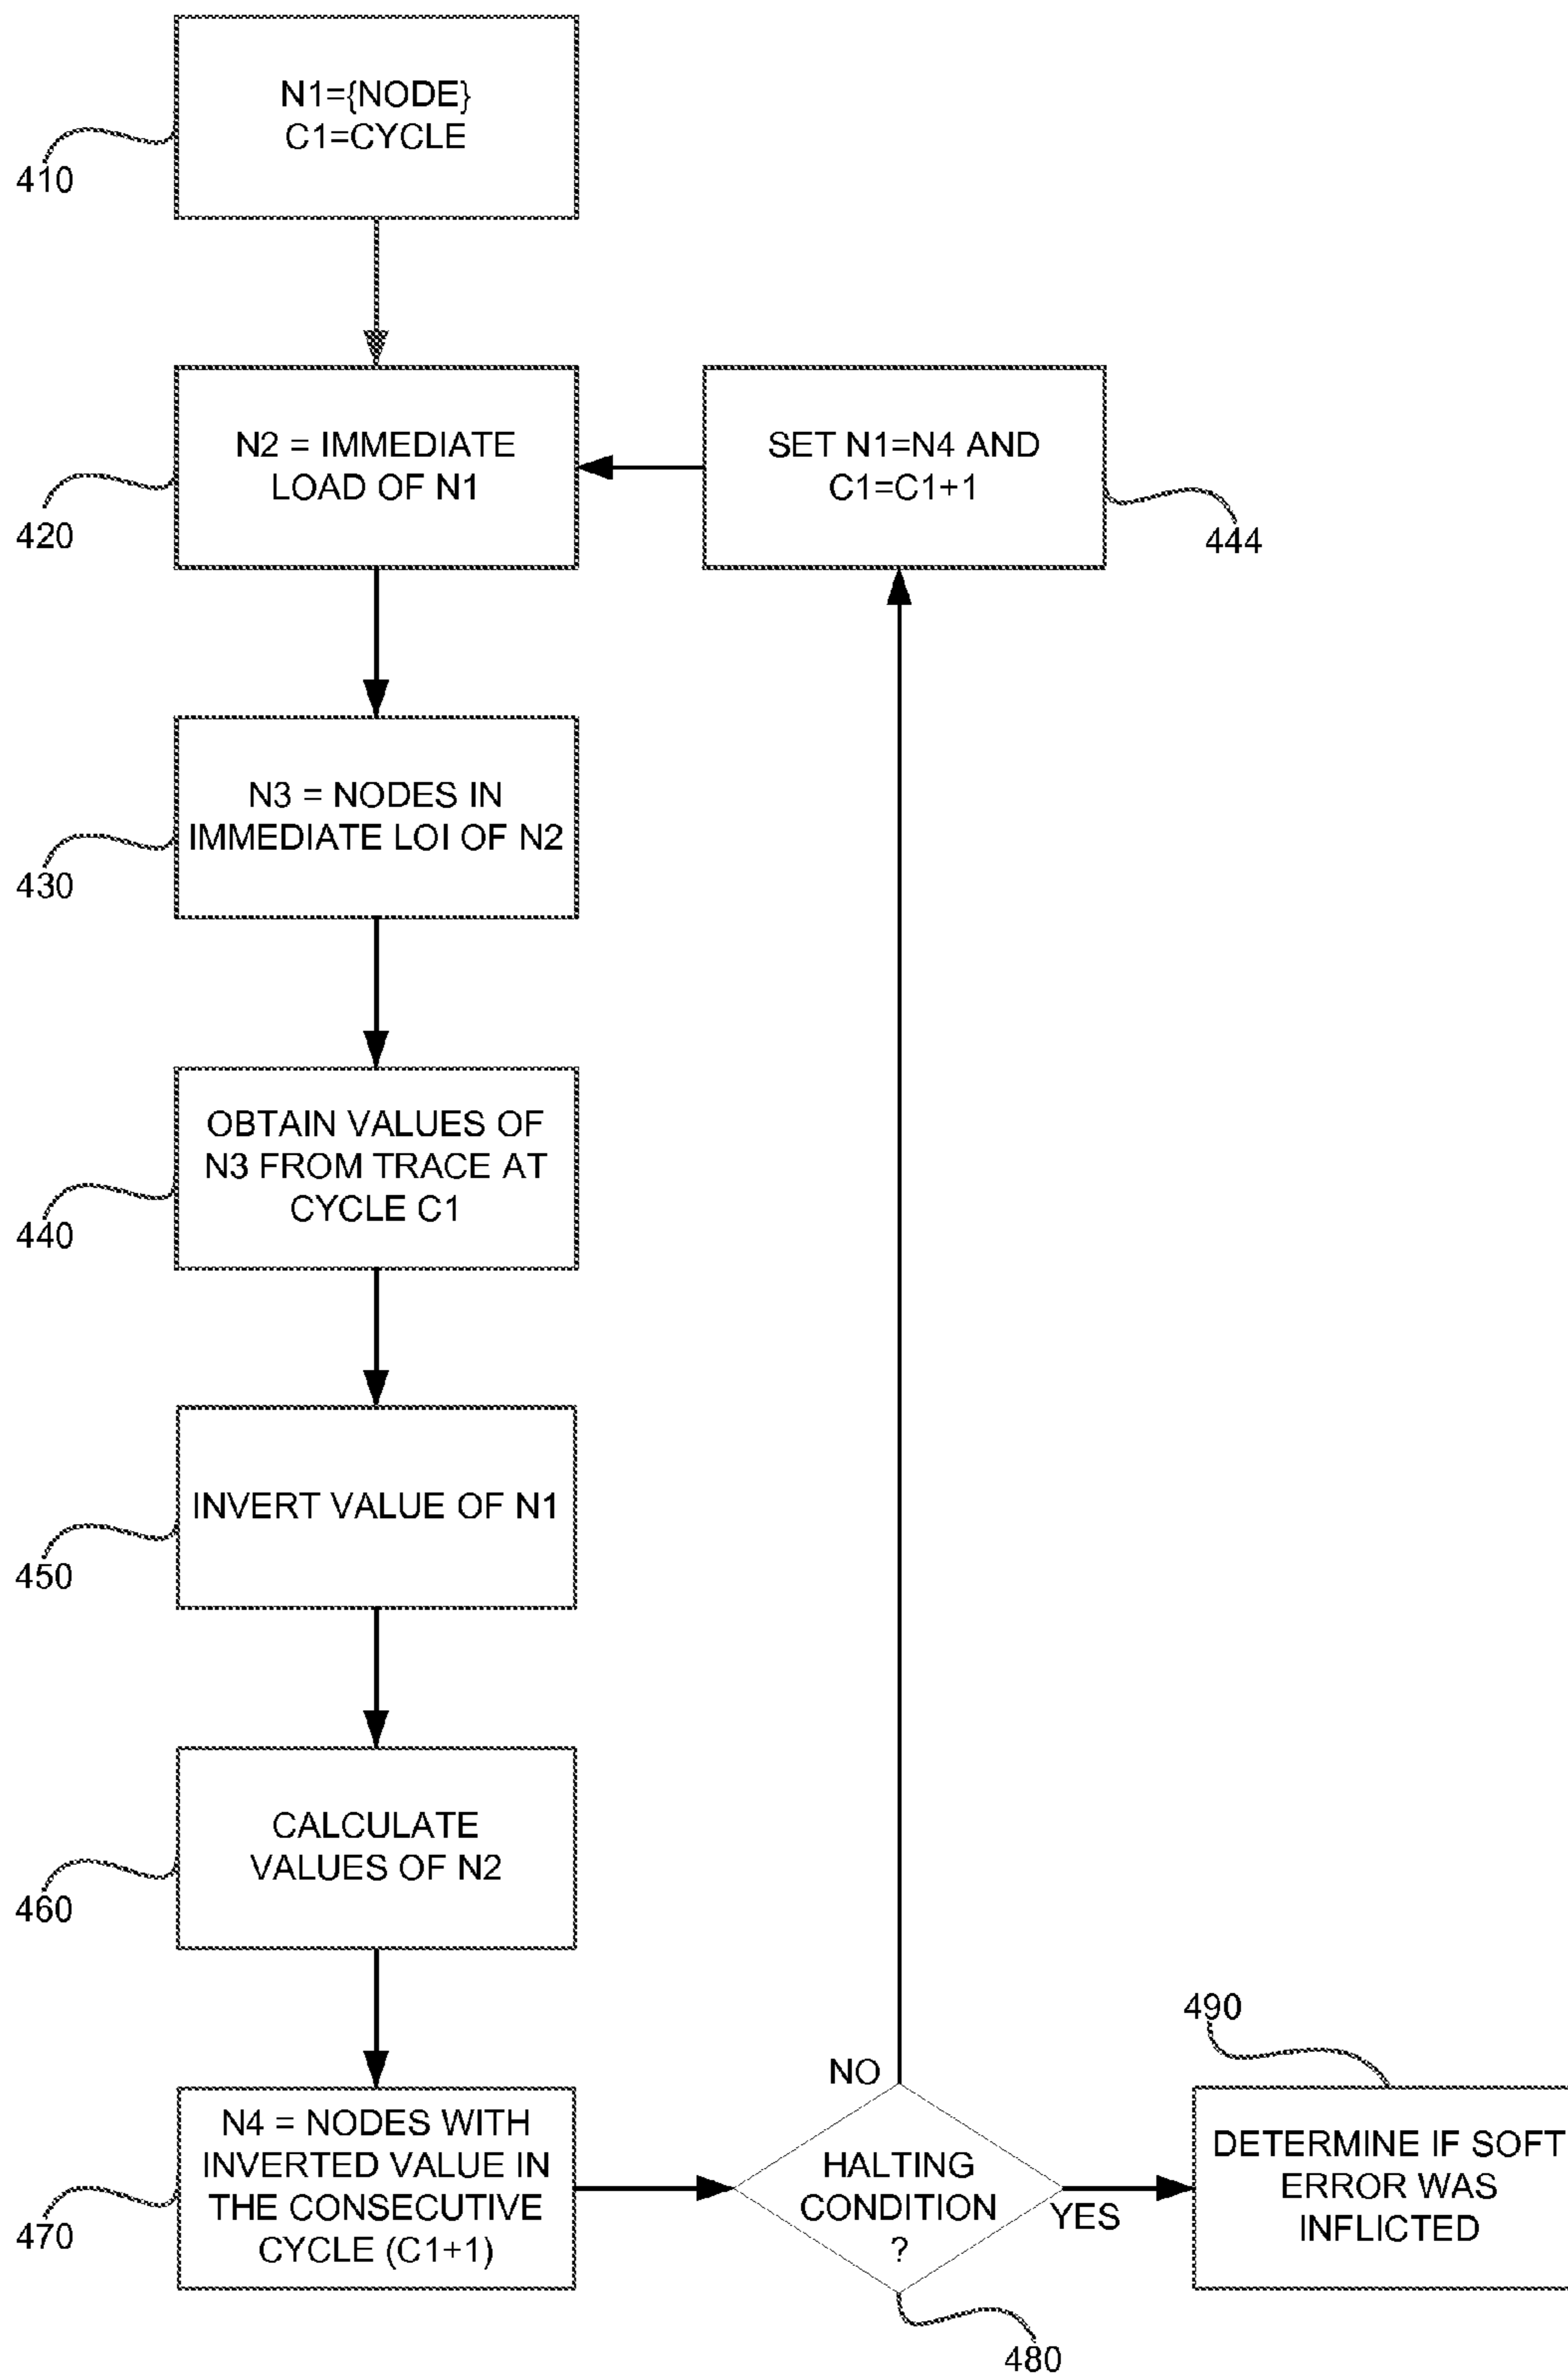 N1={NODE}
C1=CYCLE
410
N2 = IMMEDIATE
LOAD OF N1
420
SET N1=N4 AND
C1=C1+1
444
N3 = NODES IN
IMMEDIATE LOI OF N2
430
OBTAIN VALUES OF
N3 FROM TRACE AT
CYCLE C1
440
INVERT VALUE OF N1
450
CALCULATE
VALUES OF N2
460
N4 = NODES WITH
INVERTED VALUE IN
THE CONSECUTIVE
CYCLE (C1+1)
470
NO
HALTING
CONDITION
?
YES
480
490
DETERMINE IF SOFT
ERROR WAS
INFLICTED